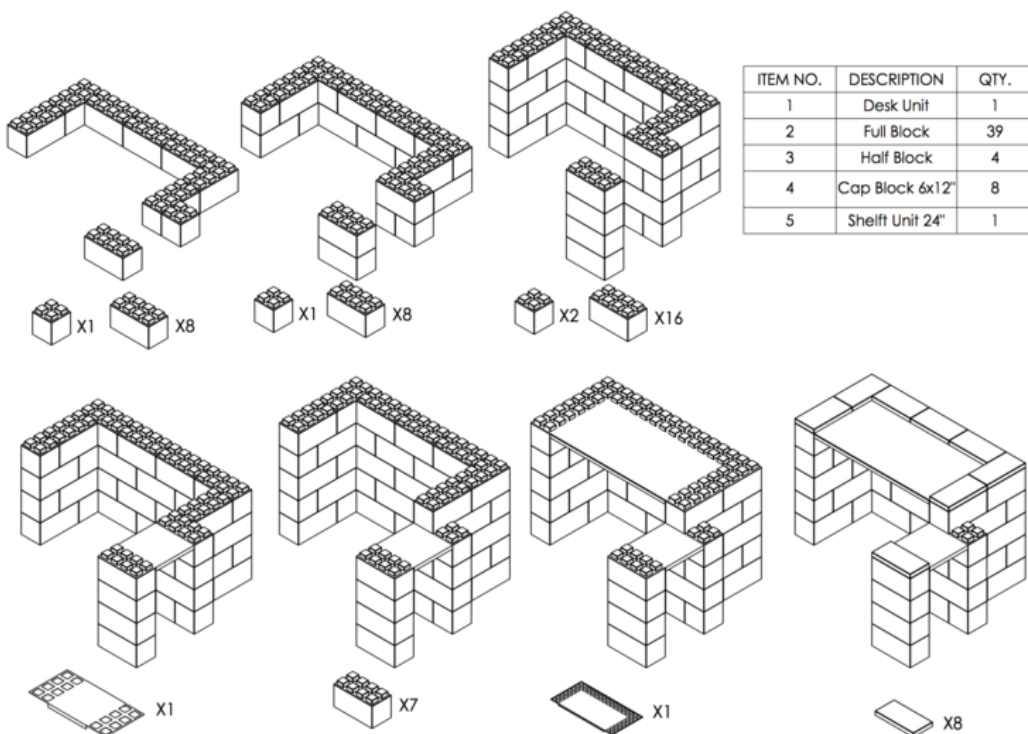 ITEM NO. DESCRIPTION QTY.
1 Desk Unit 1
2 Full Block 39
3 Half Block 4
4 Cap Block 6x12" 8
5 Shelft Unit 24" 1
X1 X8 X1 X8 X2 X16
X1 X7 X1 X8